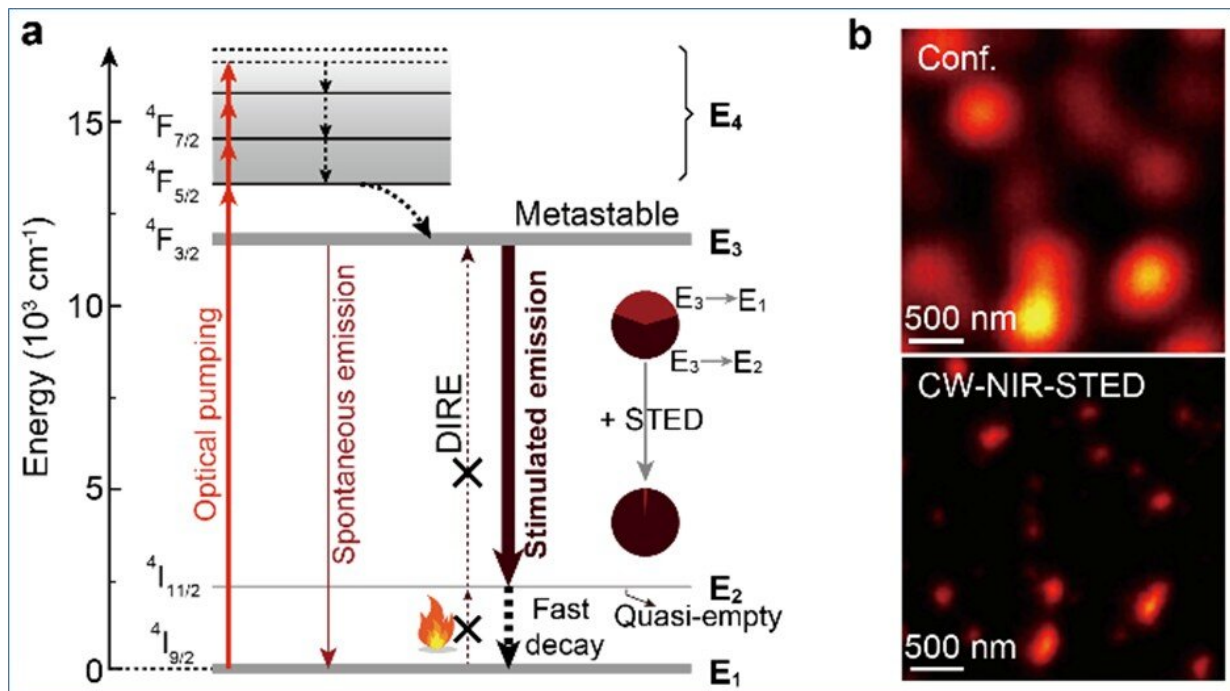 a
Energy (10³ cm⁻¹)
15
10
5
0
⁴F₇/₂
⁴F₅/₂
⁴F₃/₂
⁴I₁₁/₂
⁴I₉/₂
Optical pumping
Spontaneous emission
DIRE
Stimulated emission
Metastable
E₄
E₃
E₃→E₁
E₃→E₂
+ STED
E₂
Quasi-empty
Fast
decay
E₁
b
Conf.
500 nm
CW-NIR-STED
500 nm